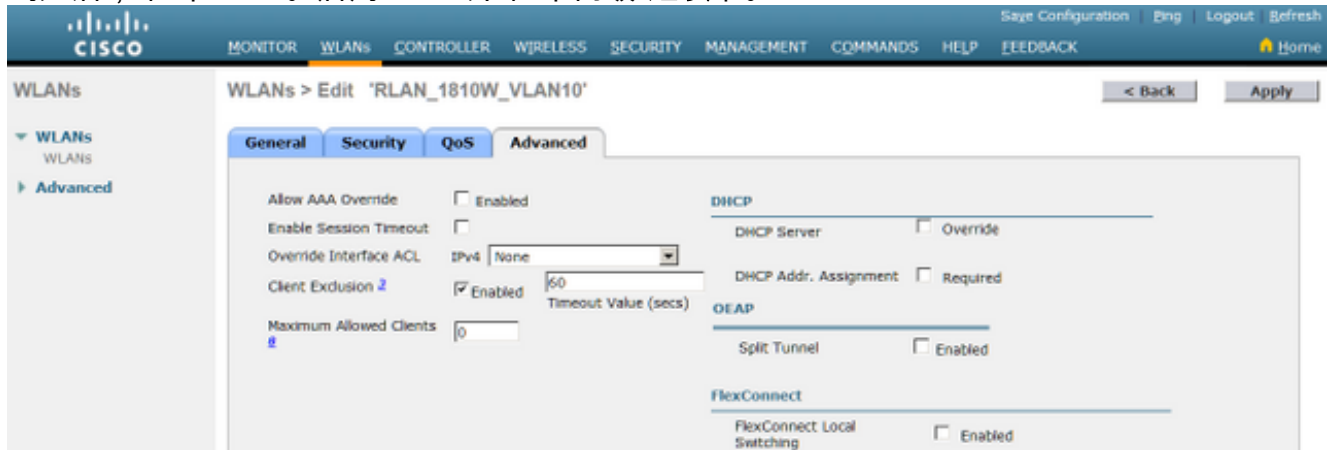 Save Configuration | Ping | Logout | Refresh
CISCO
MONITOR WLANs CONTROLLER WIRELESS SECURITY MANAGEMENT COMMANDS HELP FEEDBACK Home
WLANs
WLANs > Edit 'RLAN_1810W_VLAN10'
< Back
Apply
WLANs
WLANs
Advanced
General
Security
QoS
Advanced
Allow AAA Override Enabled
Enable Session Timeout
Override Interface ACL IPv4 None
Client Exclusion 2 Enabled 60
Timeout Value (secs)
Maximum Allowed Clients 0
DHCP
DHCP Server Override
DHCP Addr. Assignment Required
OEAP
Split Tunnel Enabled
FlexConnect
FlexConnect Local Switching Enabled